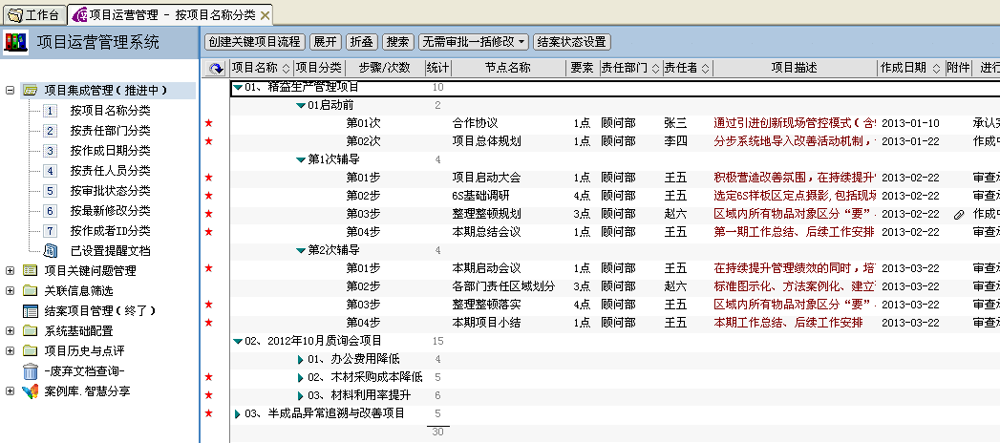 工作台 项目运营管理 - 按项目名称分类
项目运营管理系统
创建关键项目流程 展开 折叠 搜索 无需审批一括修改 结案状态设置
项目名称 项目分类 步骤/次数 统计 节点名称 要素 责任部门 责任者 项目描述 作成日期 附件 进行
项目集成管理(推进中)
1 按项目名称分类
2 按责任部门分类
3 按作成日期分类
4 按责任人员分类
5 按审批状态分类
6 按最新修改分类
7 按作成者ID分类
已设置提醒文档
项目关键问题管理
关联信息筛选
结案项目管理(终了)
系统基础配置
项目历史与点评
-废弃文档查询-
案例库.智慧分享
01、精益生产管理项目 10
01启动前 2
第01次 合作协议 1点 顾问部 张三 通过引进创新现场管控模式(含 2013-01-10 承认完
第02次 项目总体规划 1点 顾问部 李四 分步系统地导入改善活动机制, 2013-01-22 作成中
第1次辅导 4
第01步 项目启动大会 1点 顾问部 王五 积极营造改善氛围,在持续提升 2013-02-22 审查
第02步 6S基础调研 4点 顾问部 王五 选定6S样板区定点摄影,包括现场 2013-02-22 审查
第03步 整理整顿规划 3点 顾问部 赵六 区域内所有物品对象区分“要”、 2013-02-22 作成中
第04步 本期总结会议 1点 顾问部 王五 第一期工作总结、后续工作安排 2013-02-22 审查
第2次辅导 4
第01步 本期启动会议 1点 顾问部 王五 在持续提升管理绩效的同时,培 2013-03-22 审查
第02步 各部门责任区域划分 3点 顾问部 赵六 标准图示化、方法案例化、建立 2013-03-22 审查
第03步 整理整顿落实 4点 顾问部 王五 区域内所有物品对象区分“要”、 2013-03-22 审查
第04步 本期项目小结 1点 顾问部 王五 本期工作总结、后续工作安排 2013-03-22 审查
02、2012年10月质询会项目 15
01、办公费用降低 4
02、木材采购成本降低 5
03、材料利用率提升 6
03、半成品异常追溯与改善项目 5
30